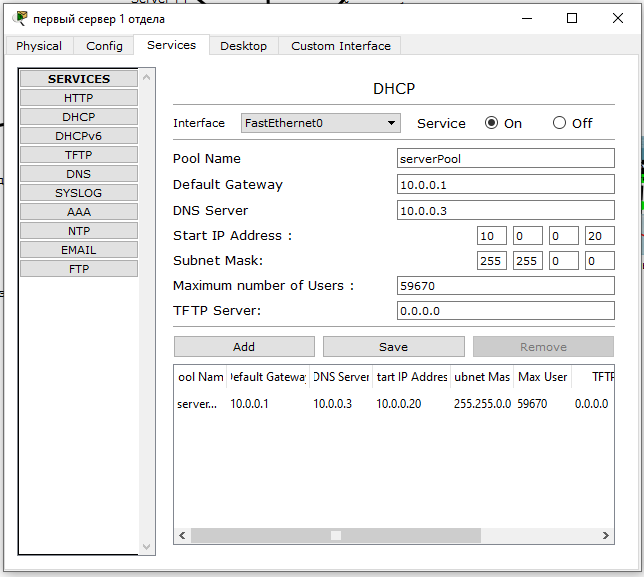 первый сервер 1 отдела
Physical Config Services Desktop Custom Interface
SERVICES
HTTP
DHCP
DHCPv6
TFTP
DNS
SYSLOG
AAA
NTP
EMAIL
FTP
DHCP
Interface FastEthernet0 Service On Off
Pool Name serverPool
Default Gateway 10.0.0.1
DNS Server 10.0.0.3
Start IP Address : 10 0 0 20
Subnet Mask: 255 255 0 0
Maximum number of Users : 59670
TFTP Server: 0.0.0.0
Add Save Remove
ool Nam efault Gateway DNS Server tart IP Addres ubnet Mas Max User TFTP
server... 10.0.0.1 10.0.0.3 10.0.0.20 255.255.0.0 59670 0.0.0.0